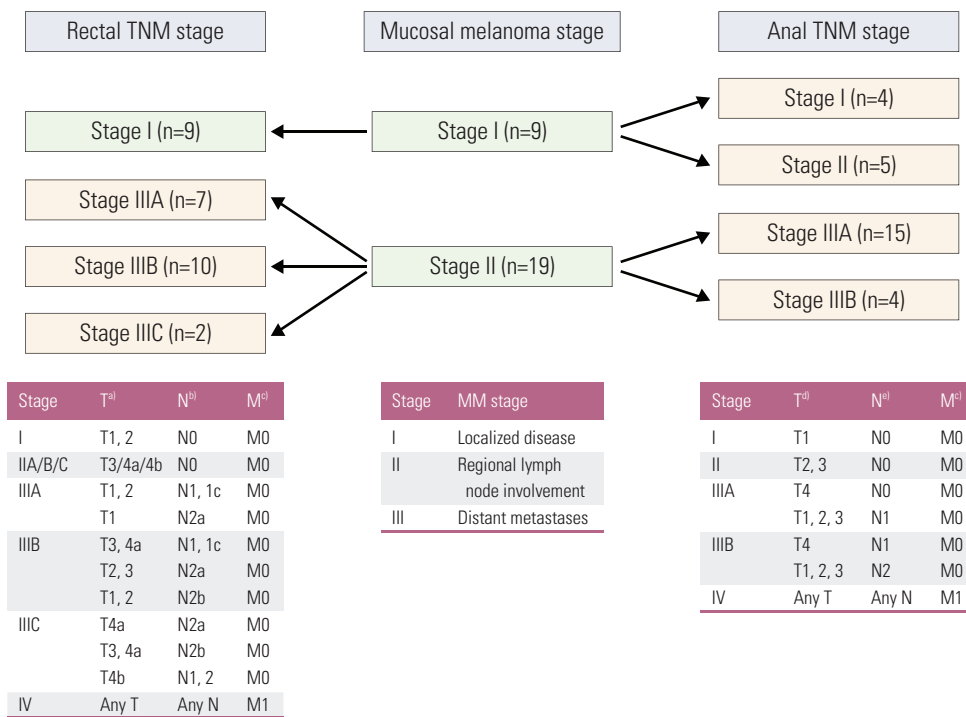 Rectal TNM stage
Mucosal melanoma stage
Anal TNM stage
Stage I (n=9)
Stage IIIA (n=7)
Stage IIIB (n=10)
Stage IIIC (n=2)
Stage I (n=9)
Stage II (n=19)
Stage I (n=4)
Stage II (n=5)
Stage IIIA (n=15)
Stage IIIB (n=4)
Stage Tᵃ⁾ Nᵇ⁾ Mᶜ⁾
I T1, 2 N0 M0
IIA/B/C T3/4a/4b N0 M0
IIIA T1, 2 N1, 1c M0
T1 N2a M0
IIIB T3, 4a N1, 1c M0
T2, 3 N2a M0
T1, 2 N2b M0
IIIC T4a N2a M0
T3, 4a N2b M0
T4b N1, 2 M0
IV Any T Any N M1
Stage MM stage
I Localized disease
II Regional lymph
node involvement
III Distant metastases
Stage Tᵈ⁾ Nᵉ⁾ Mᶜ⁾
I T1 N0 M0
II T2, 3 N0 M0
IIIA T4 N0 M0
T1, 2, 3 N1 M0
IIIB T4 N1 M0
T1, 2, 3 N2 M0
IV Any T Any N M1